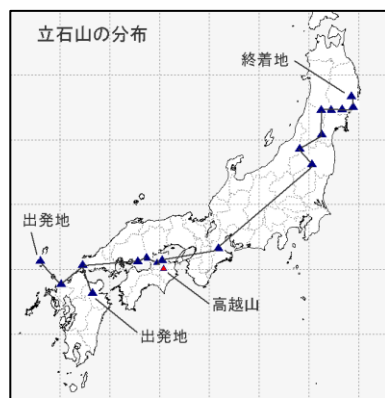 立石山の分布
終着地
出発地
高越山
出発地